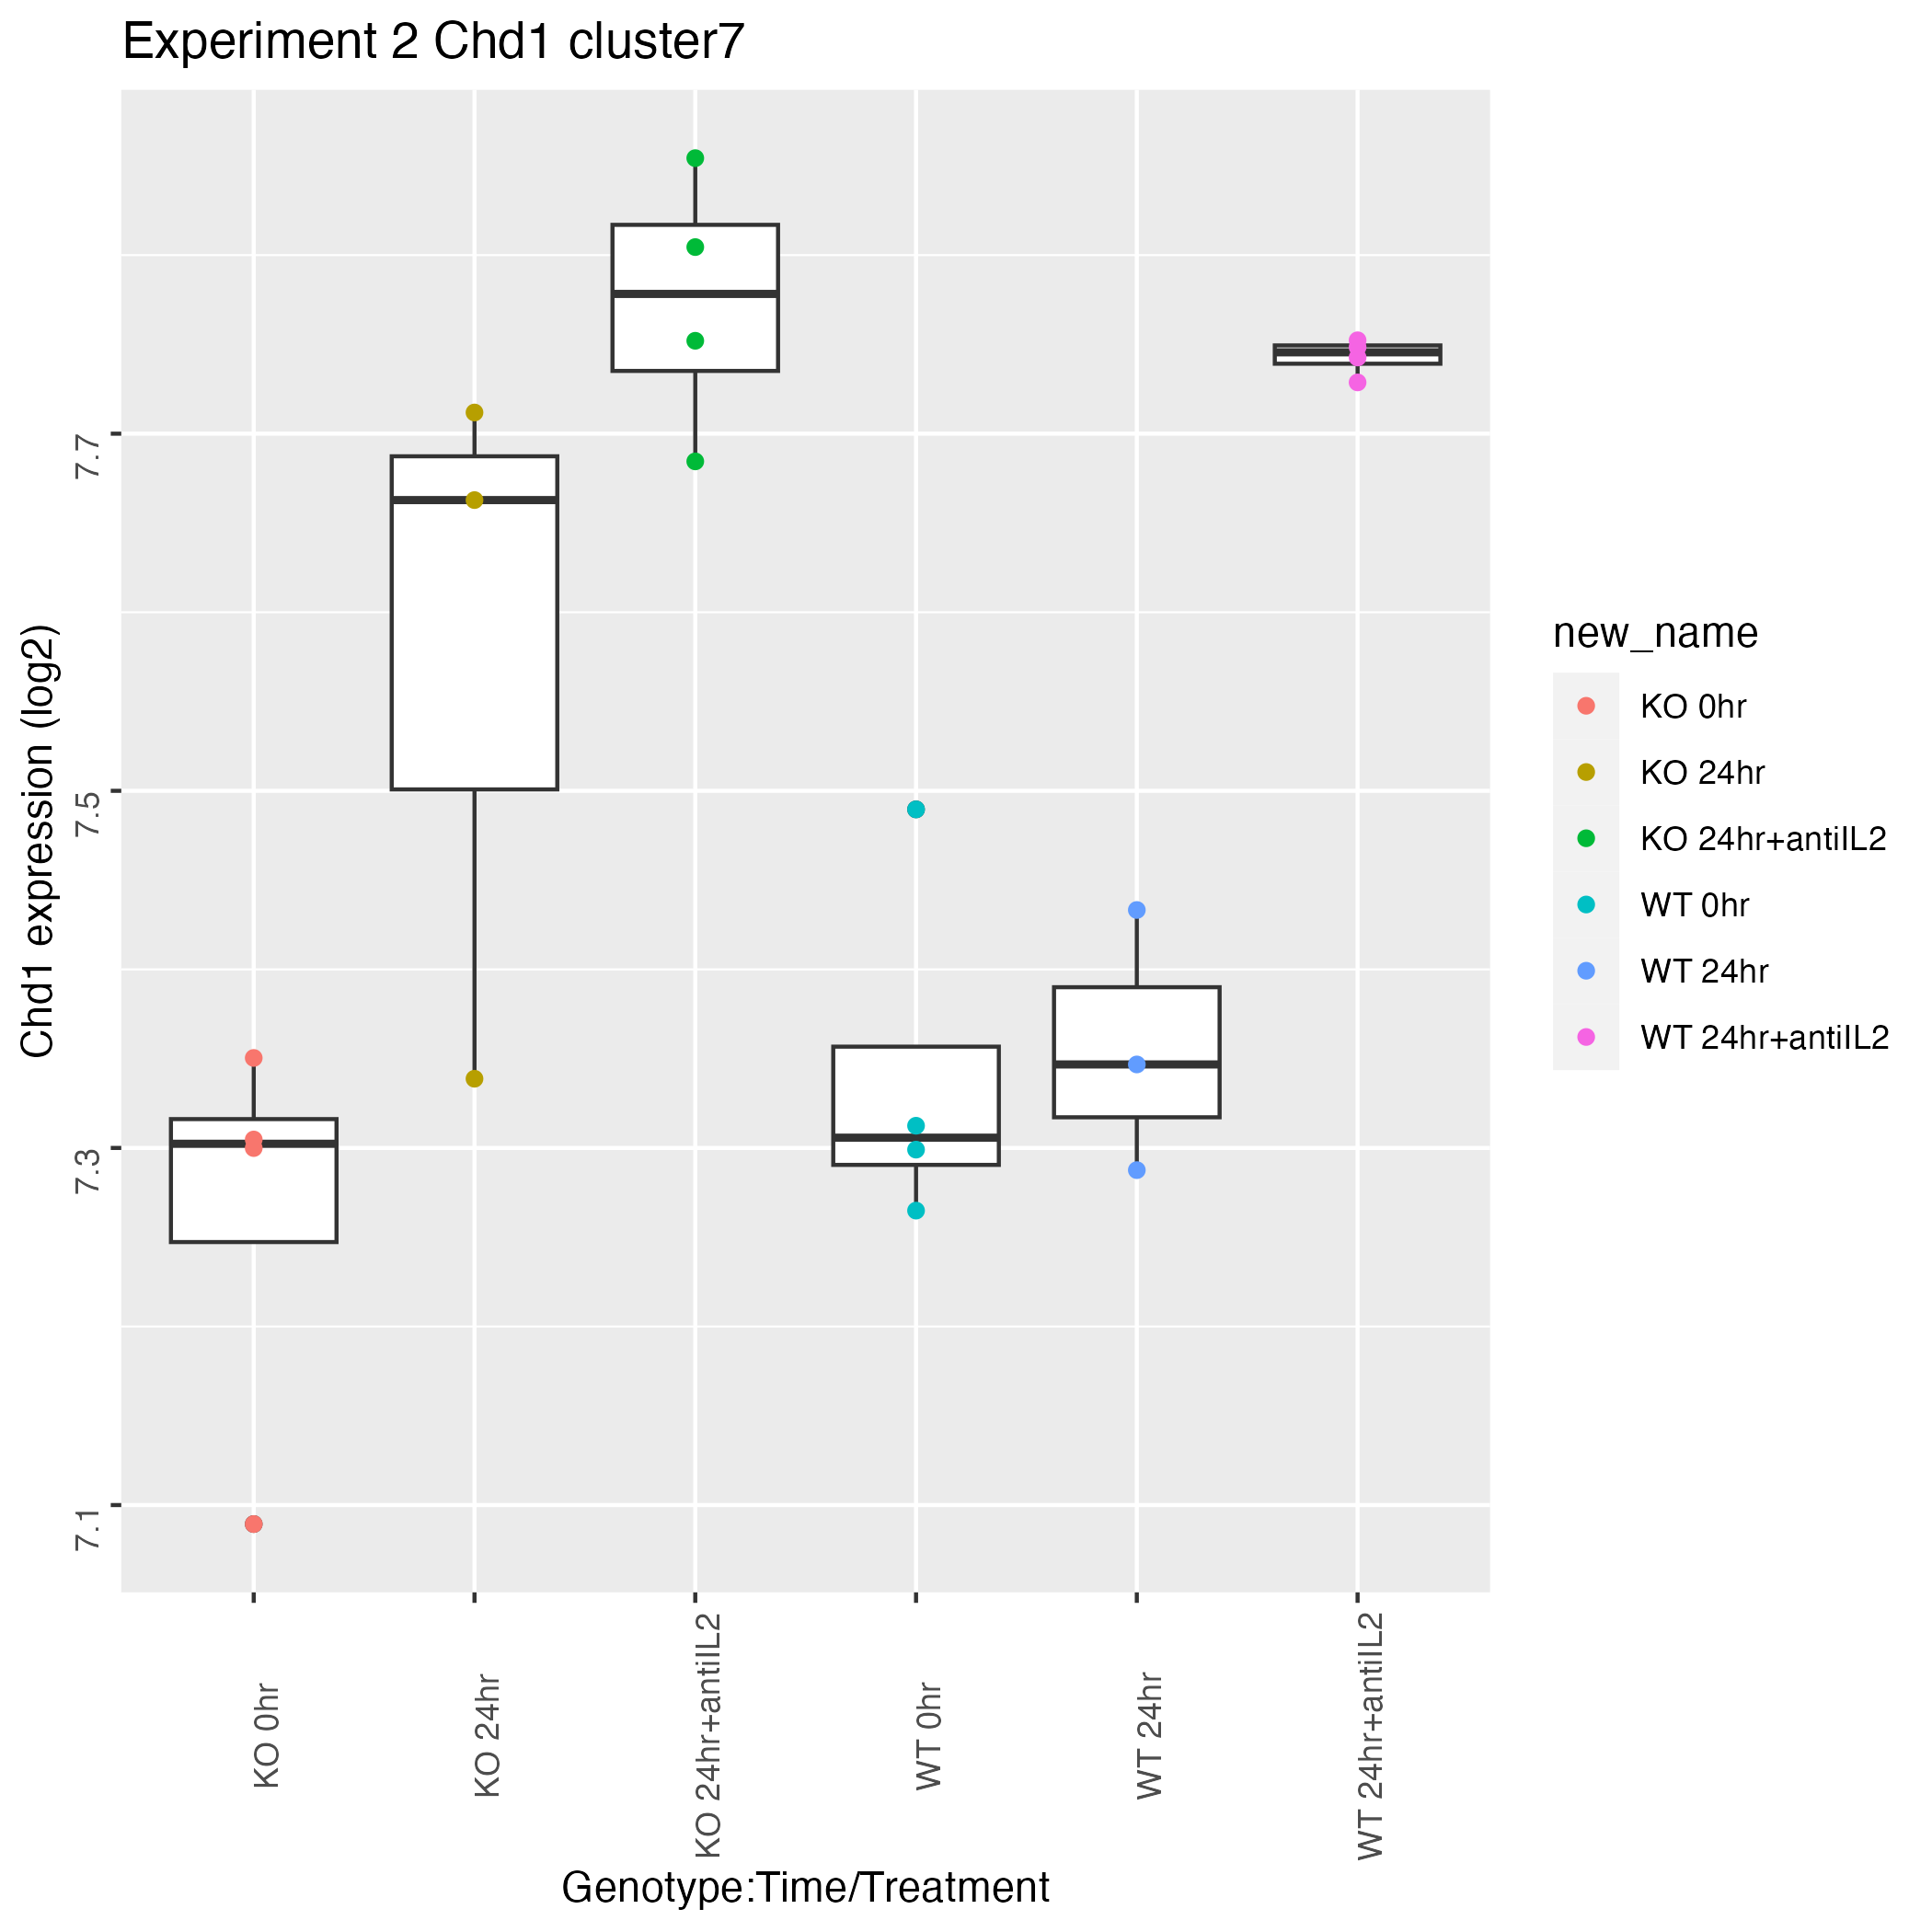 Experiment 2 Chd1 cluster7
Chd1 expression (log2)
7.7
7.5
7.3
7.1
KO 0hr
KO 24hr
KO 24hr+antiIL2
WT 0hr
WT 24hr
WT 24hr+antiIL2
Genotype:Time/Treatment
new_name
KO 0hr
KO 24hr
KO 24hr+antiIL2
WT 0hr
WT 24hr
WT 24hr+antiIL2